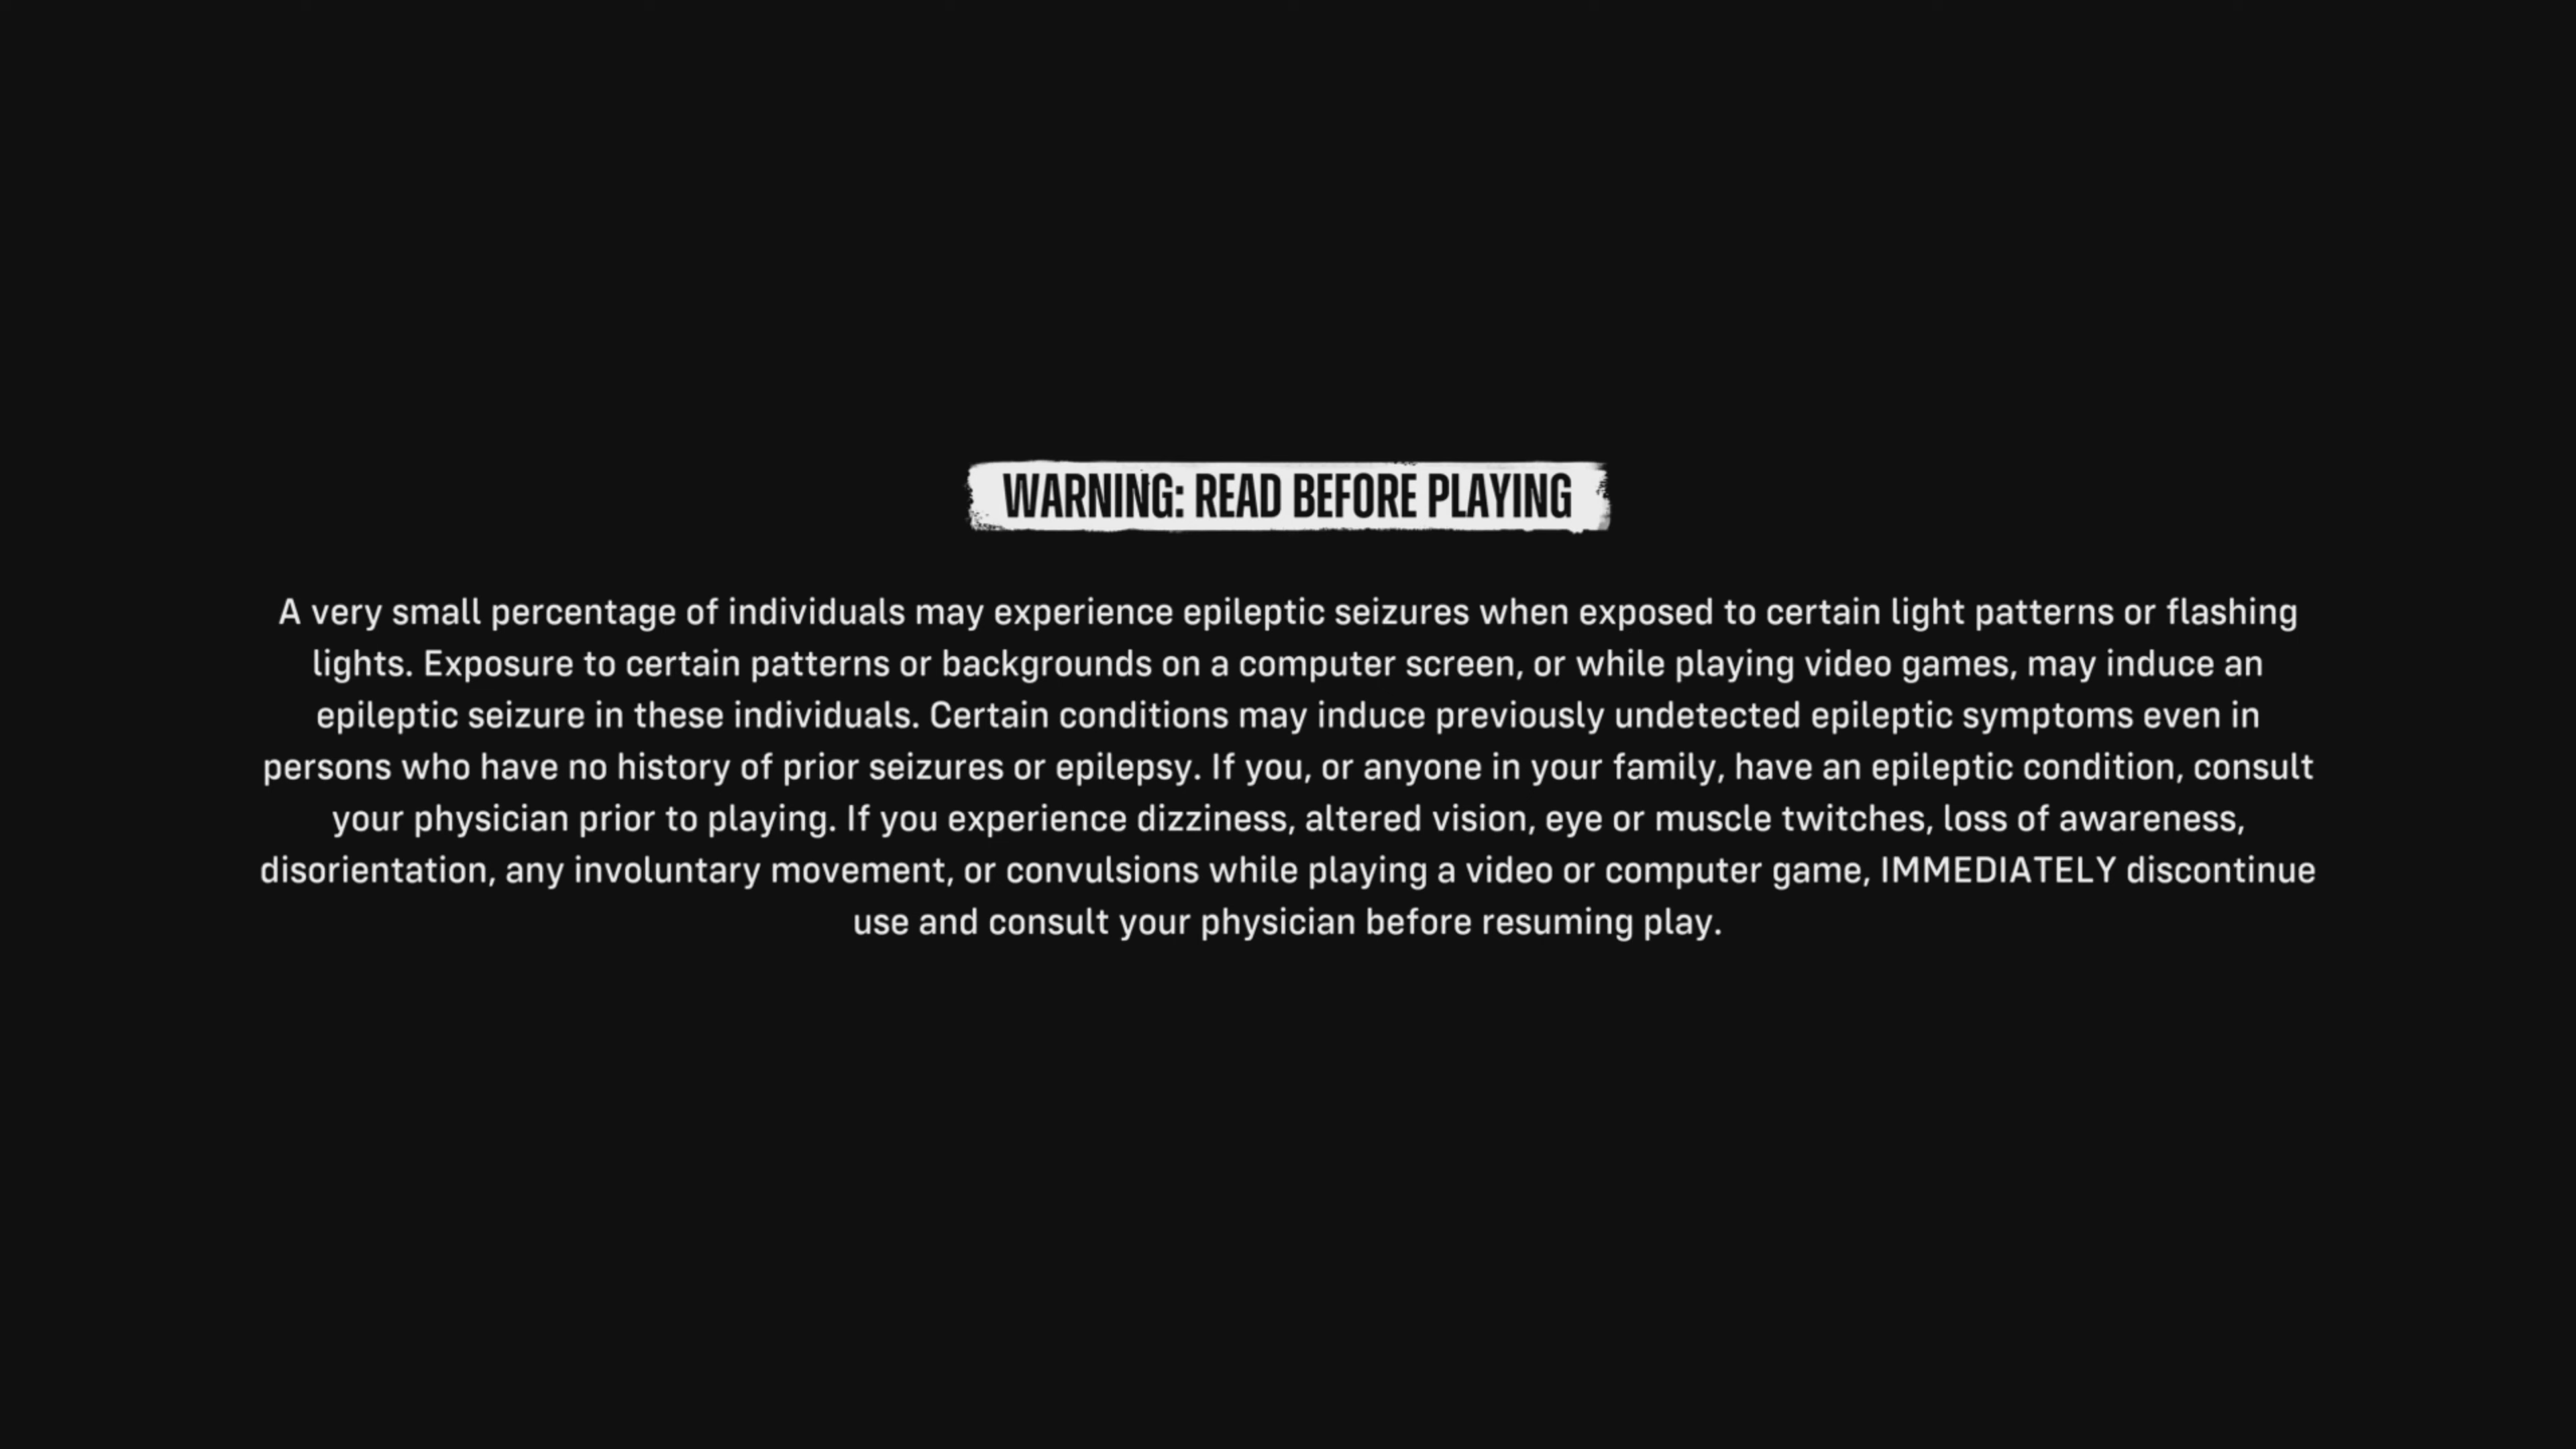 WARNING: READ BEFORE PLAYING
A very small percentage of individuals may experience epileptic seizures when exposed to certain light patterns or flashing
lights. Exposure to certain patterns or backgrounds on a computer screen, or while playing video games, may induce an
epileptic seizure in these individuals. Certain conditions may induce previously undetected epileptic symptoms even in
persons who have no history of prior seizures or epilepsy. If you, or anyone in your family, have an epileptic condition, consult
your physician prior to playing. If you experience dizziness, altered vision, eye or muscle twitches, loss of awareness,
disorientation, any involuntary movement, or convulsions while playing a video or computer game, IMMEDIATELY discontinue
use and consult your physician before resuming play.